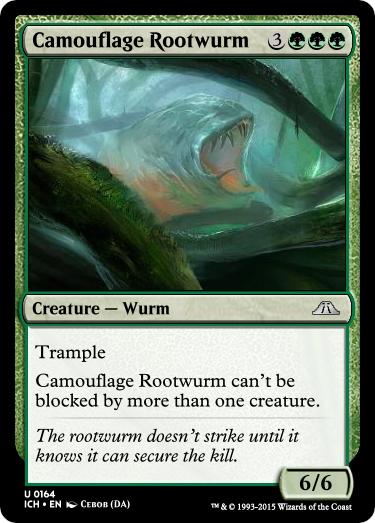 Camouflage Rootwurm 3
Creature — Wurm
Trample
Camouflage Rootwurm can't be
blocked by more than one creature.
The rootwurm doesn't strike until it
knows it can secure the kill.
6/6
U 0164
ICH • EN Cebob (DA)
™ & © 1993-2015 Wizards of the Coast